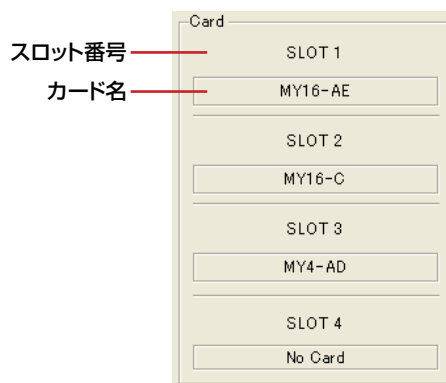 Card
スロット番号
SLOT 1
カード名
MY16-AE
SLOT 2
MY16-C
SLOT 3
MY4-AD
SLOT 4
No Card